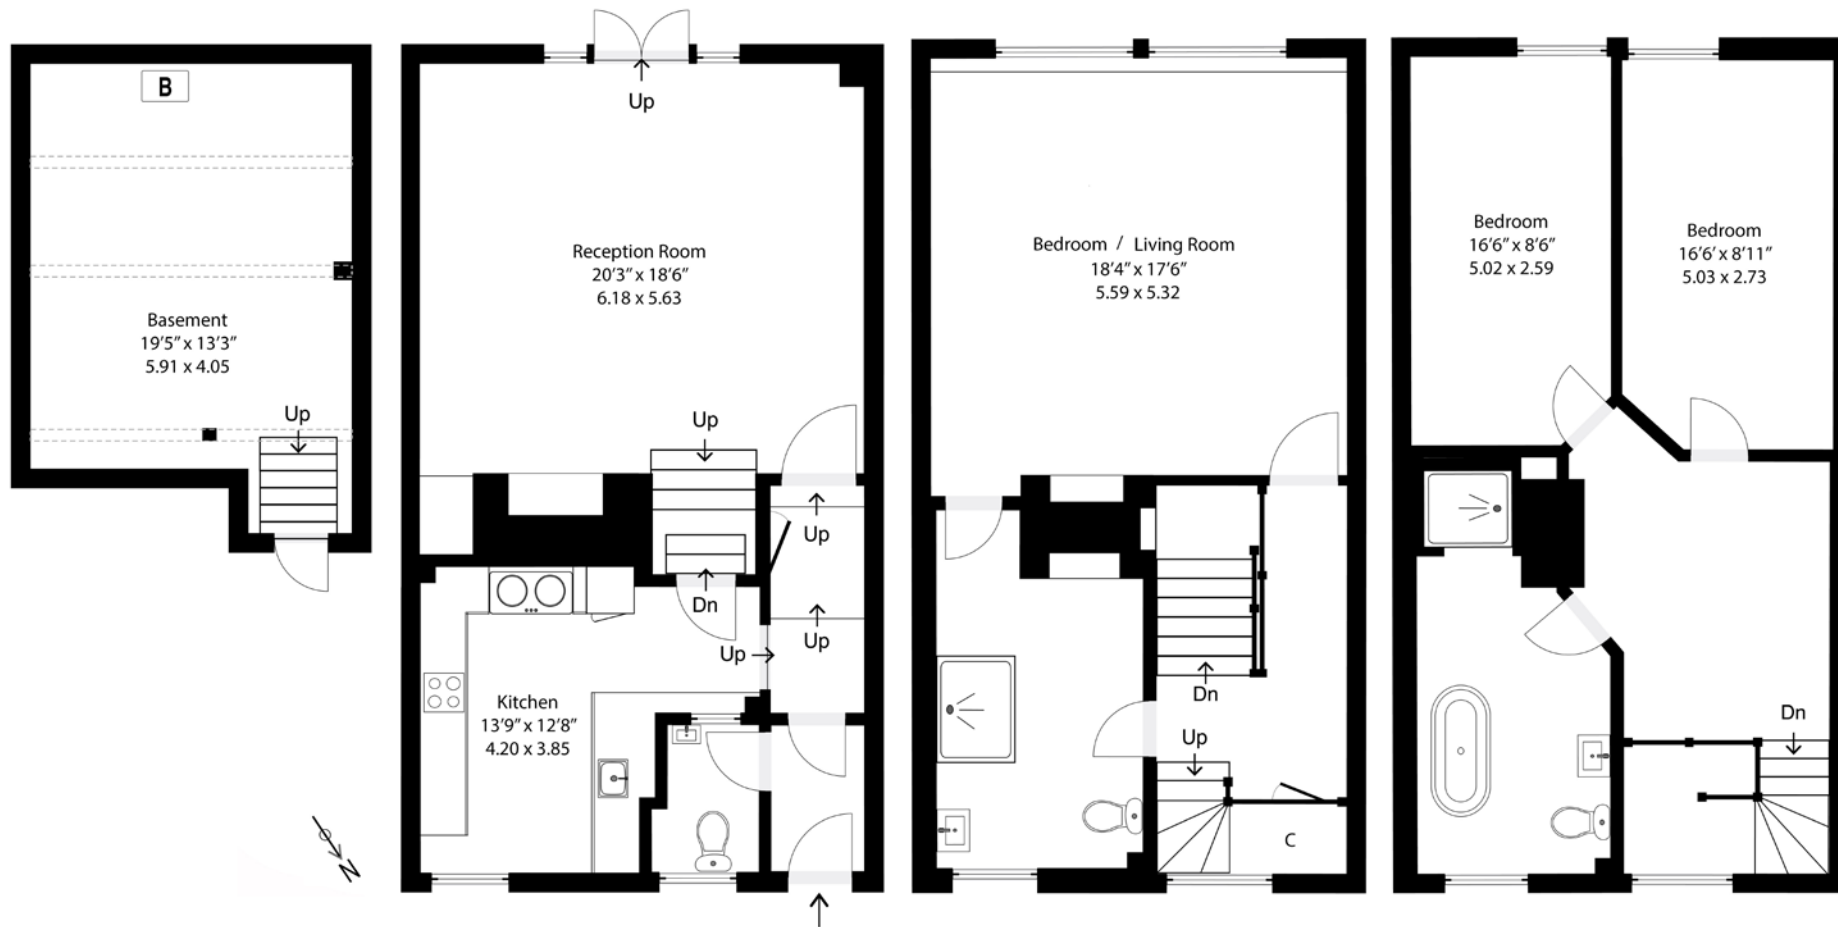 B
Basement
19'5" x 13'3"
5.91 x 4.05
Up
Up
Reception Room
20'3" x 18'6"
6.18 x 5.63
Up
Up
Dn
Up
Up
Kitchen
13'9" x 12'8"
4.20 x 3.85
N
Bedroom / Living Room
18'4" x 17'6"
5.59 x 5.32
Dn
Up
C
Bedroom
16'6" x 8'6"
5.02 x 2.59
Bedroom
16'6' x 8'11"
5.03 x 2.73
Dn